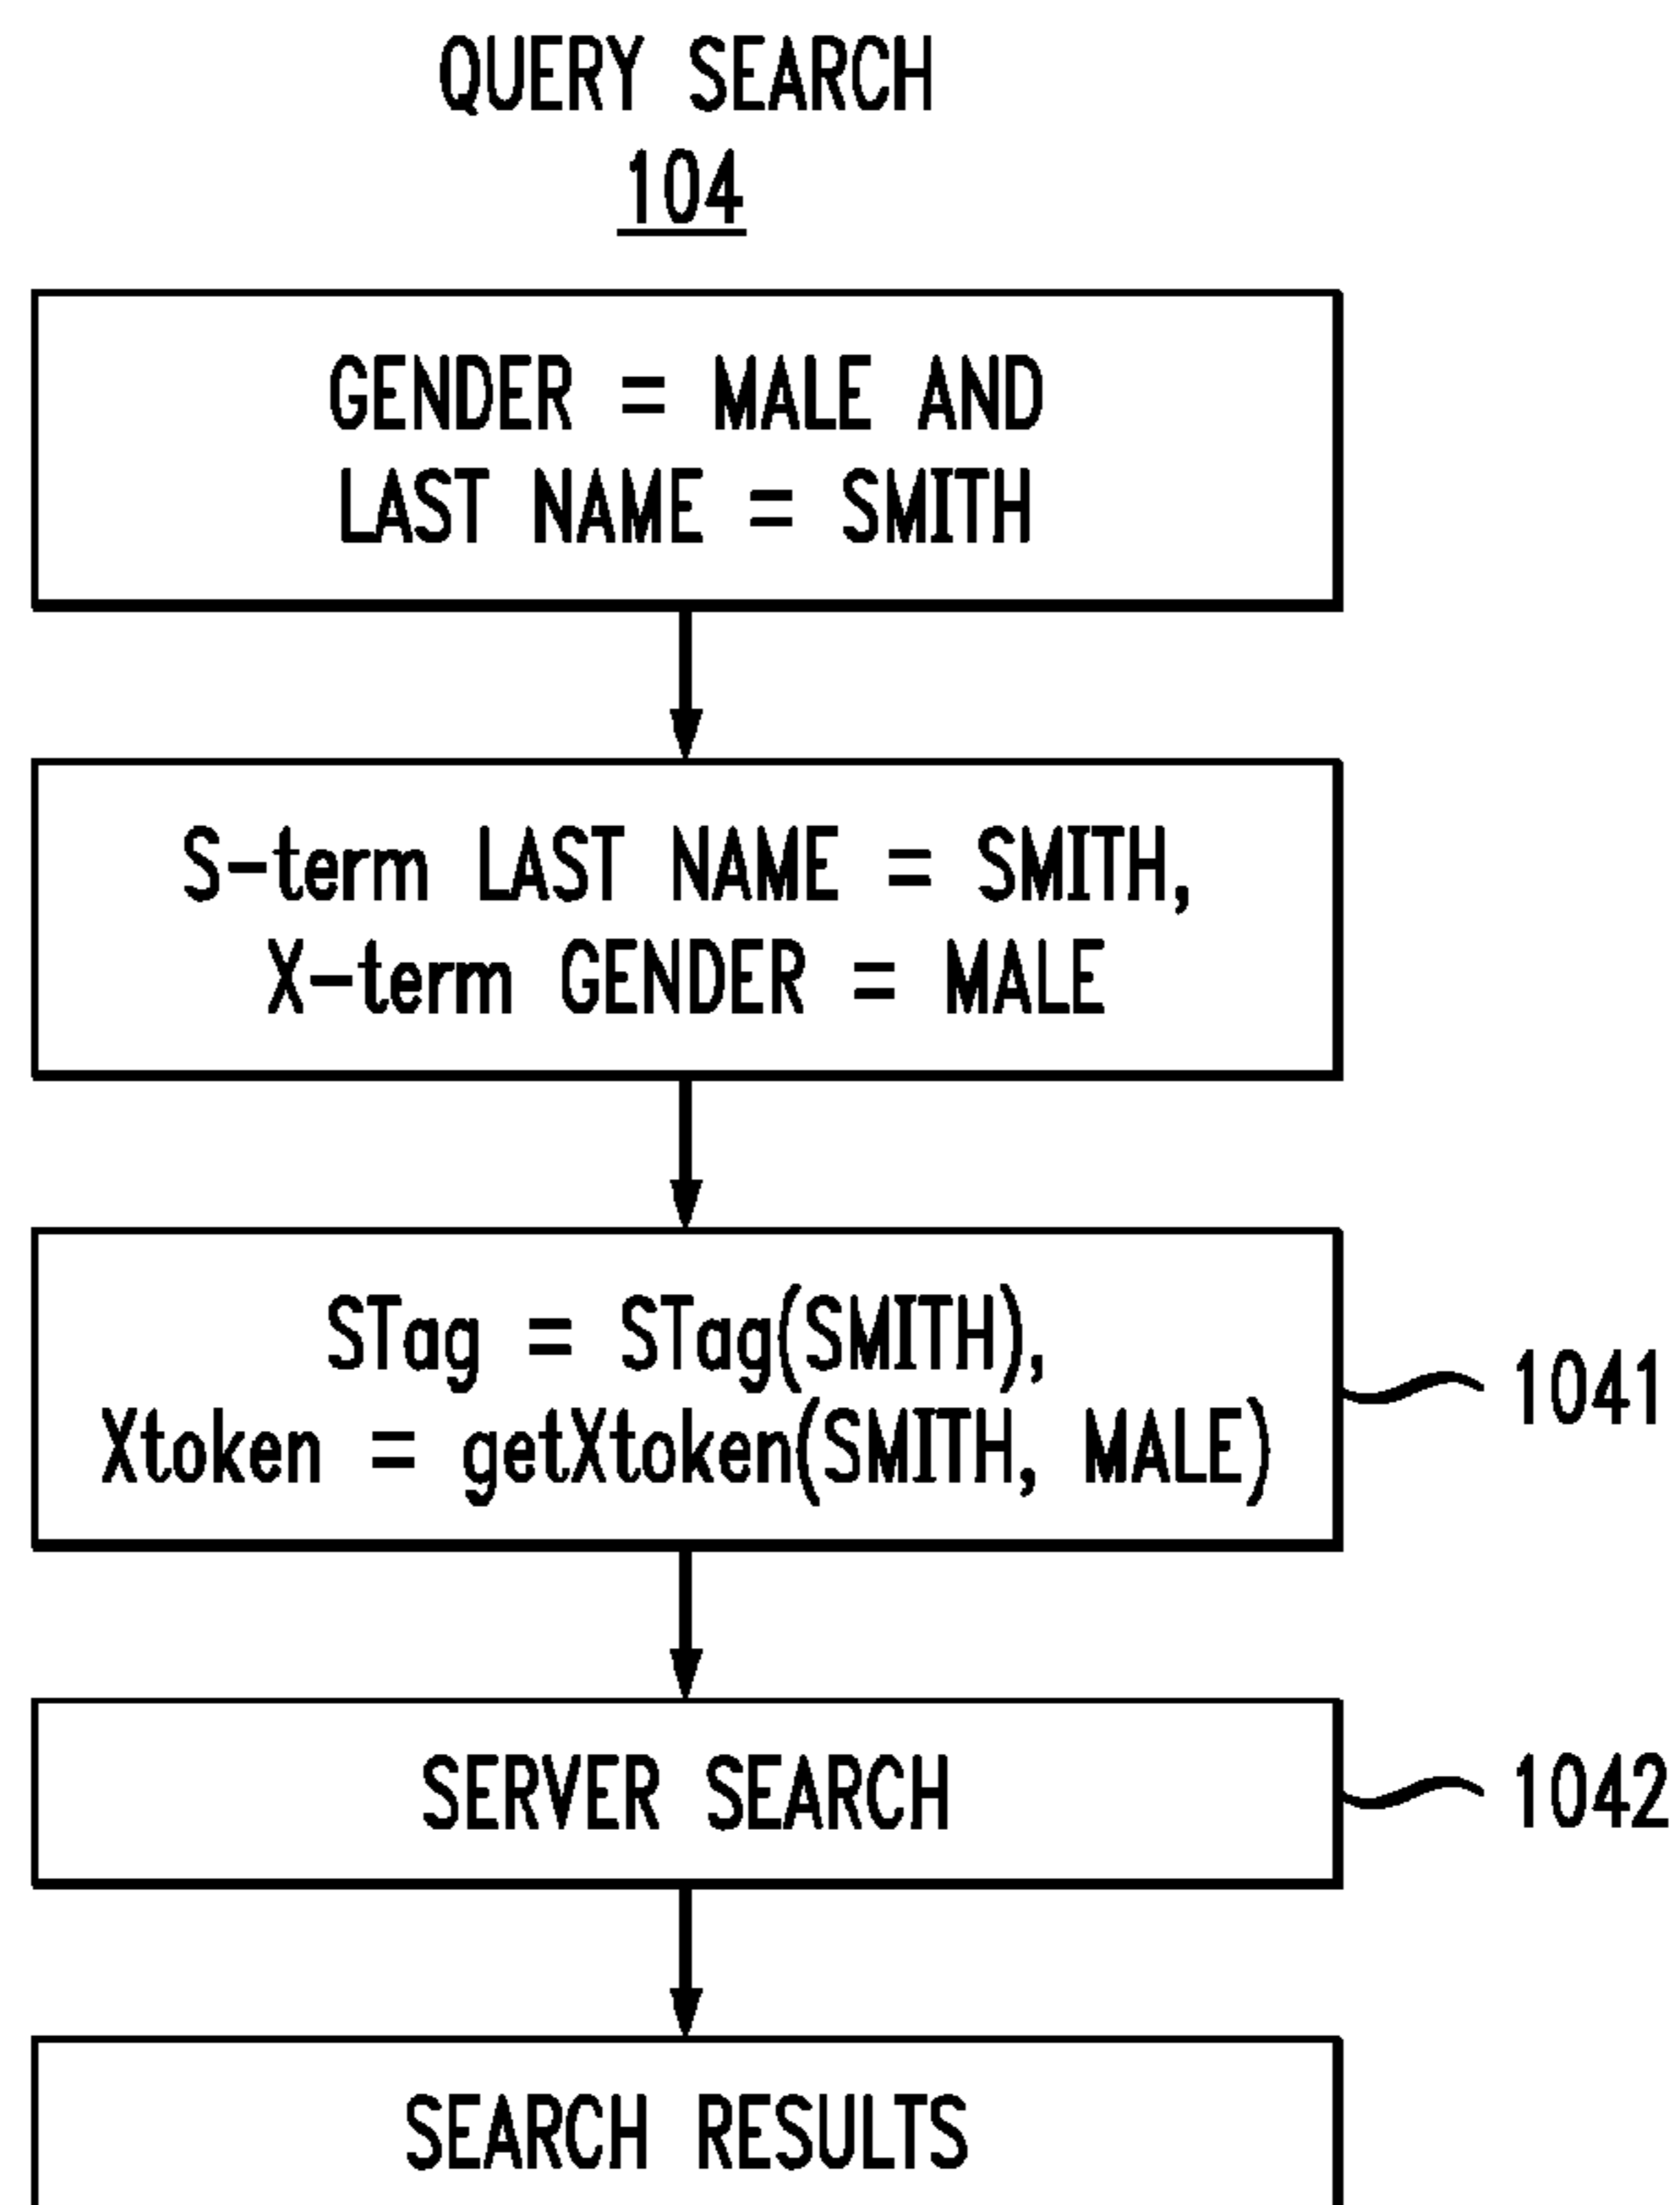 QUERY SEARCH
104
GENDER = MALE AND
LAST NAME = SMITH
S-term LAST NAME = SMITH,
X-term GENDER = MALE
STag = STag(SMITH),
Xtoken = getXtoken(SMITH, MALE)
1041
SERVER SEARCH
1042
SEARCH RESULTS